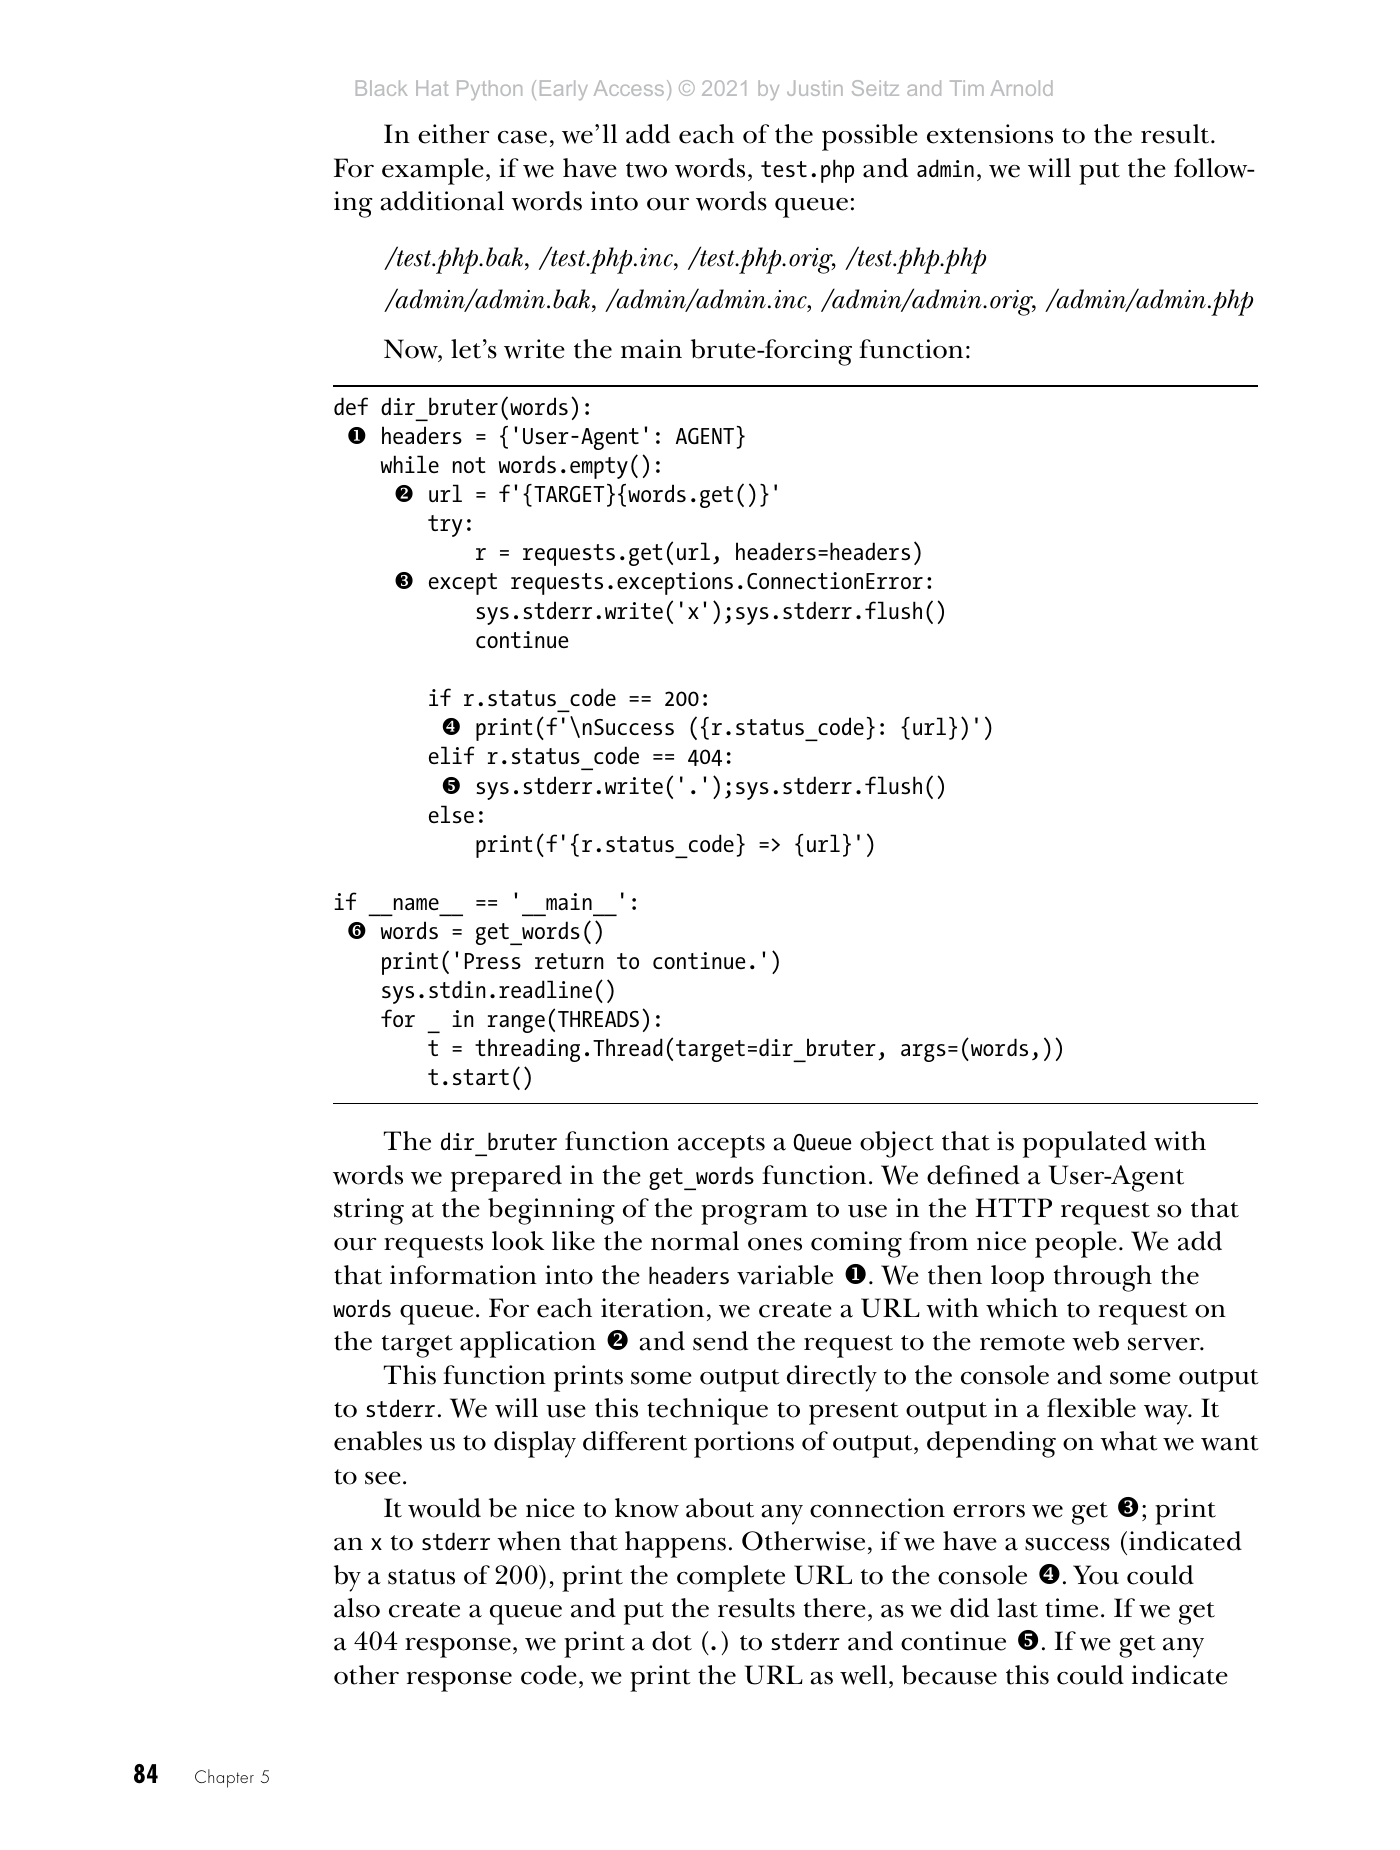 Black Hat Python (Early Access) © 2021 by Justin Seitz and Tim Arnold
In either case, we’ll add each of the possible extensions to the result.
For example, if we have two words, test.php and admin, we will put the follow-
ing additional words into our words queue:
/test.php.bak, /test.php.inc, /test.php.orig, /test.php.php
/admin/admin.bak, /admin/admin.inc, /admin/admin.orig, /admin/admin.php
Now, let’s write the main brute-forcing function:
def dir_bruter(words):
❶ headers = {'User-Agent': AGENT}
while not words.empty():
❷ url = f'{TARGET}{words.get()}'
try:
r = requests.get(url, headers=headers)
❸ except requests.exceptions.ConnectionError:
sys.stderr.write('x');sys.stderr.flush()
continue
if r.status_code == 200:
❹ print(f'\nSuccess ({r.status_code}: {url})')
elif r.status_code == 404:
❺ sys.stderr.write('.');sys.stderr.flush()
else:
print(f'{r.status_code} => {url}')
if __name__ == '__main__':
❻ words = get_words()
print('Press return to continue.')
sys.stdin.readline()
for _ in range(THREADS):
t = threading.Thread(target=dir_bruter, args=(words,))
t.start()
The dir_bruter function accepts a Queue object that is populated with
words we prepared in the get_words function. We defined a User-Agent
string at the beginning of the program to use in the HTTP request so that
our requests look like the normal ones coming from nice people. We add
that information into the headers variable ❶. We then loop through the
words queue. For each iteration, we create a URL with which to request on
the target application ❷ and send the request to the remote web server.
This function prints some output directly to the console and some output
to stderr. We will use this technique to present output in a flexible way. It
enables us to display different portions of output, depending on what we want
to see.
It would be nice to know about any connection errors we get ❸; print
an x to stderr when that happens. Otherwise, if we have a success (indicated
by a status of 200), print the complete URL to the console ❹. You could
also create a queue and put the results there, as we did last time. If we get
a 404 response, we print a dot (.) to stderr and continue ❺. If we get any
other response code, we print the URL as well, because this could indicate
84 Chapter 5